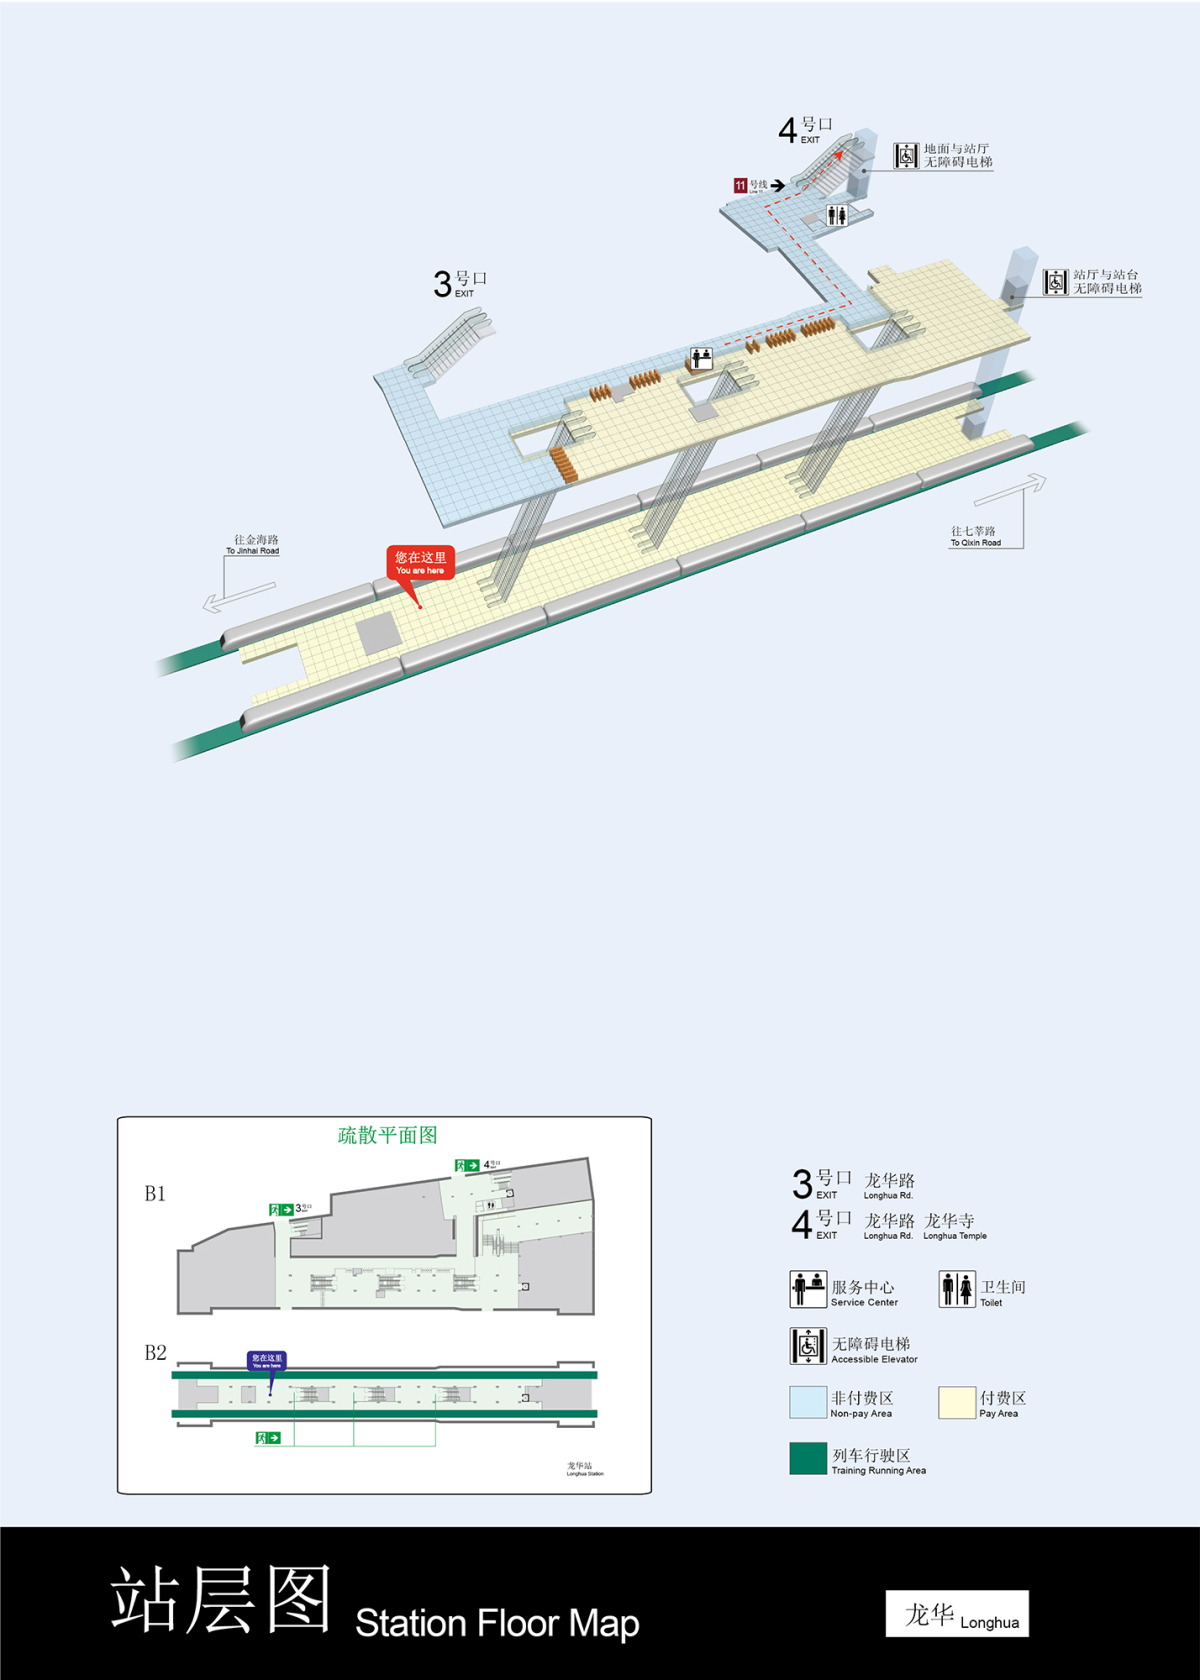 4 号口
EXIT
地面与站厅
无障碍电梯
11 号线
Line 11
3 号口
EXIT
站厅与站台
无障碍电梯
往金海路
To Jinhai Road
往七莘路
To Qixin Road
您在这里
You are here
疏散平面图
B1
4 号口
EXIT
3 号口
EXIT
B2
您在这里
You are here
龙华站
Longhua Station
3 号口 龙华路
EXIT Longhua Rd.
4 号口 龙华路 龙华寺
EXIT Longhua Rd. Longhua Temple
服务中心
Service Center
卫生间
Toilet
无障碍电梯
Accessible Elevator
非付费区
Non-pay Area
付费区
Pay Area
列车行驶区
Training Running Area
站层图 Station Floor Map
龙华 Longhua